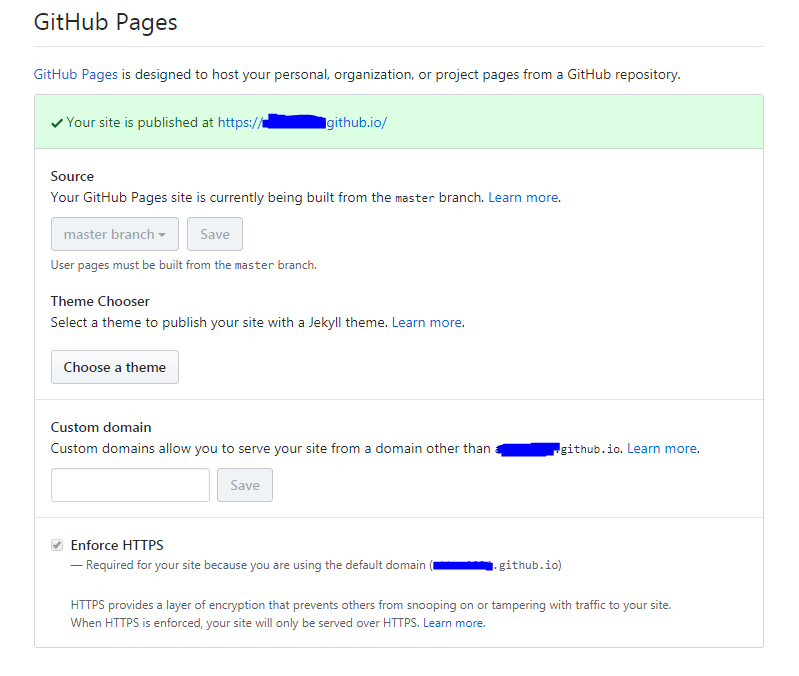 GitHub Pages
GitHub Pages is designed to host your personal, organization, or project pages from a GitHub repository.
Your site is published at https://github.io/
Source
Your GitHub Pages site is currently being built from the master branch. Learn more.
master branch Save
User pages must be built from the master branch.
Theme Chooser
Select a theme to publish your site with a Jekyll theme. Learn more.
Choose a theme
Custom domain
Custom domains allow you to serve your site from a domain other than .github.io. Learn more.
Save
Enforce HTTPS
— Required for your site because you are using the default domain (.github.io)
HTTPS provides a layer of encryption that prevents others from snooping on or tampering with traffic to your site.
When HTTPS is enforced, your site will only be served over HTTPS. Learn more.